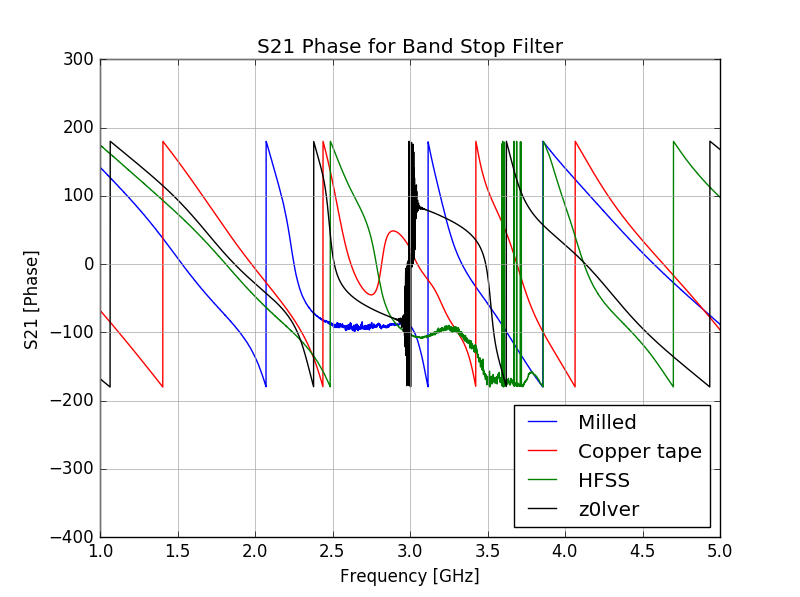 S21 Phase for Band Stop Filter
300
200
100
0
−100
−200
−300
−400
S21 [Phase]
1.0 1.5 2.0 2.5 3.0 3.5 4.0 4.5 5.0
Frequency [GHz]
Milled
Copper tape
HFSS
z0lver